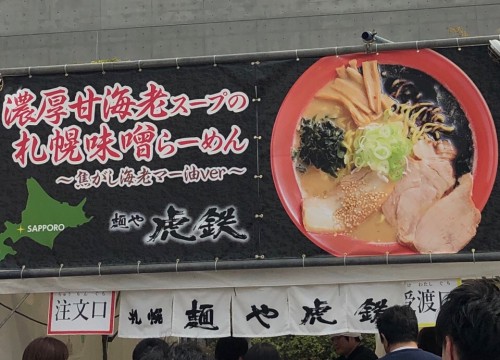 濃厚甘海老スープの
札幌味噌らーめん
～焦がし海老マー油ver～
SAPPORO
麺や 虎鉄
注文口
札幌 麺や虎鉄
受渡口